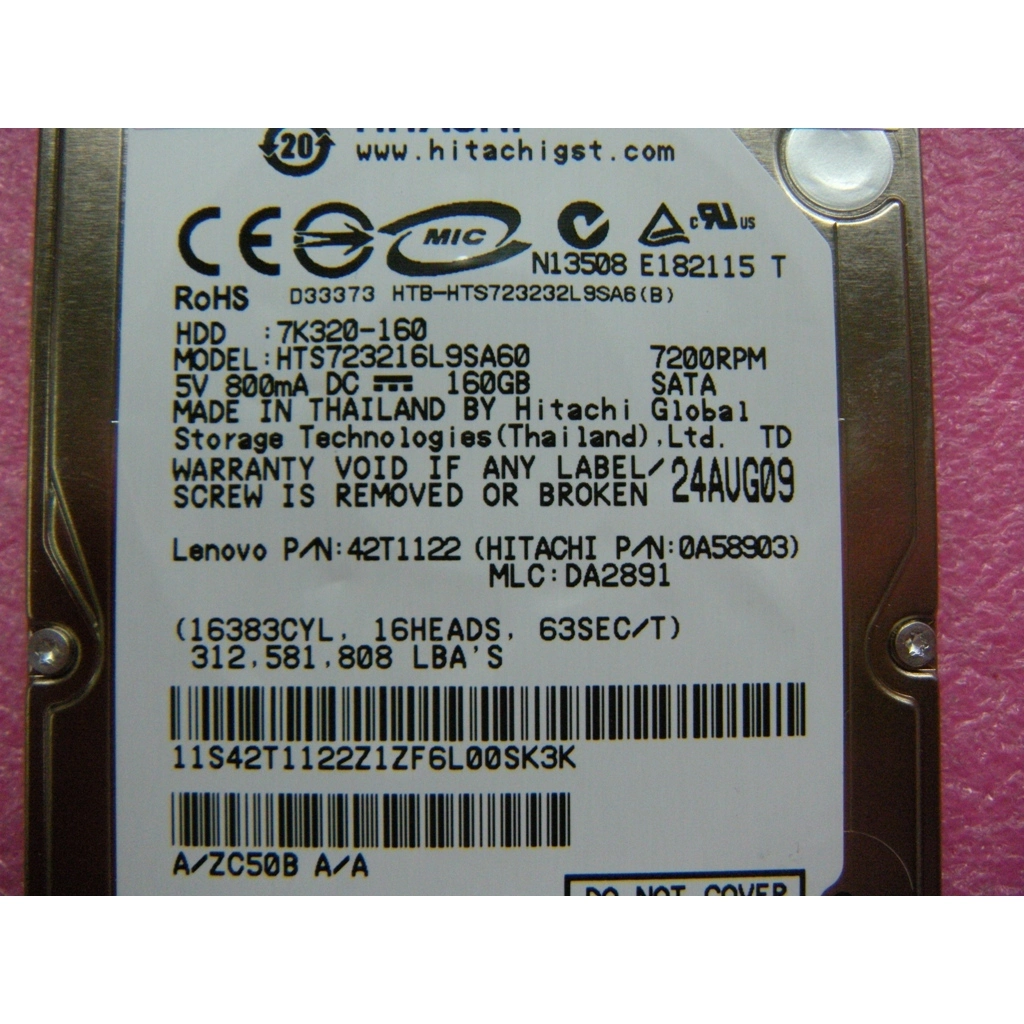 20
www.hitachigst.com
CE MIC c UL US
N13508 E182115 T
RoHS D33373 HTB-HTS723232L9SA6(B)
HDD :7K320-160
MODEL:HTS723216L9SA60 7200RPM
5V 800mA DC 160GB SATA
MADE IN THAILAND BY Hitachi Global
Storage Technologies(Thailand),Ltd. TD
WARRANTY VOID IF ANY LABEL/
SCREW IS REMOVED OR BROKEN 24AUG09
Lenovo P/N:42T1122 (HITACHI P/N:0A58903)
MLC:DA2891
(16383CYL. 16HEADS. 63SEC/T)
312.581.808 LBA'S
11S42T1122Z1ZF6L00SK3K
A/ZC50B A/A
DO NOT COVER